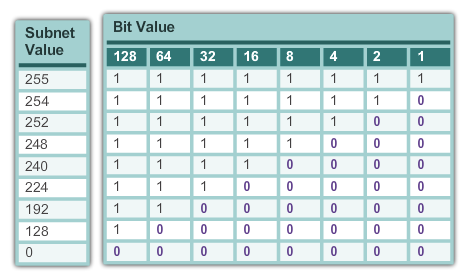 Subnet
Value
Bit Value
128 64 32 16 8 4 2 1
255 1 1 1 1 1 1 1 1
254 1 1 1 1 1 1 1 0
252 1 1 1 1 1 1 0 0
248 1 1 1 1 1 0 0 0
240 1 1 1 1 0 0 0 0
224 1 1 1 0 0 0 0 0
192 1 1 0 0 0 0 0 0
128 1 0 0 0 0 0 0 0
0 0 0 0 0 0 0 0 0